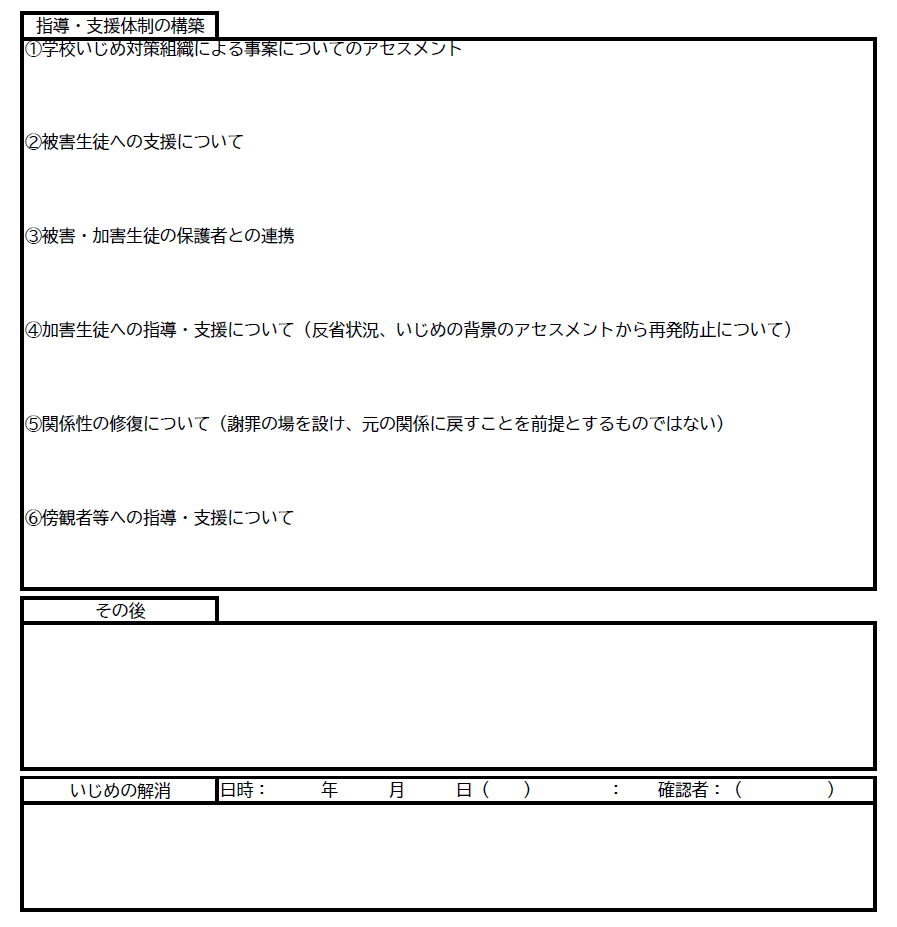 指導・支援体制の構築
①学校いじめ対策組織による事案についてのアセスメント
②被害生徒への支援について
③被害・加害生徒の保護者との連携
④加害生徒への指導・支援について（反省状況、いじめの背景のアセスメントから再発防止について）
⑤関係性の修復について（謝罪の場を設け、元の関係に戻すことを前提とするものではない）
⑥傍観者等への指導・支援について
その後
いじめの解消 日時：　　　年　　　月　　　日（　　）　　　　：　　確認者：（　　　　　）